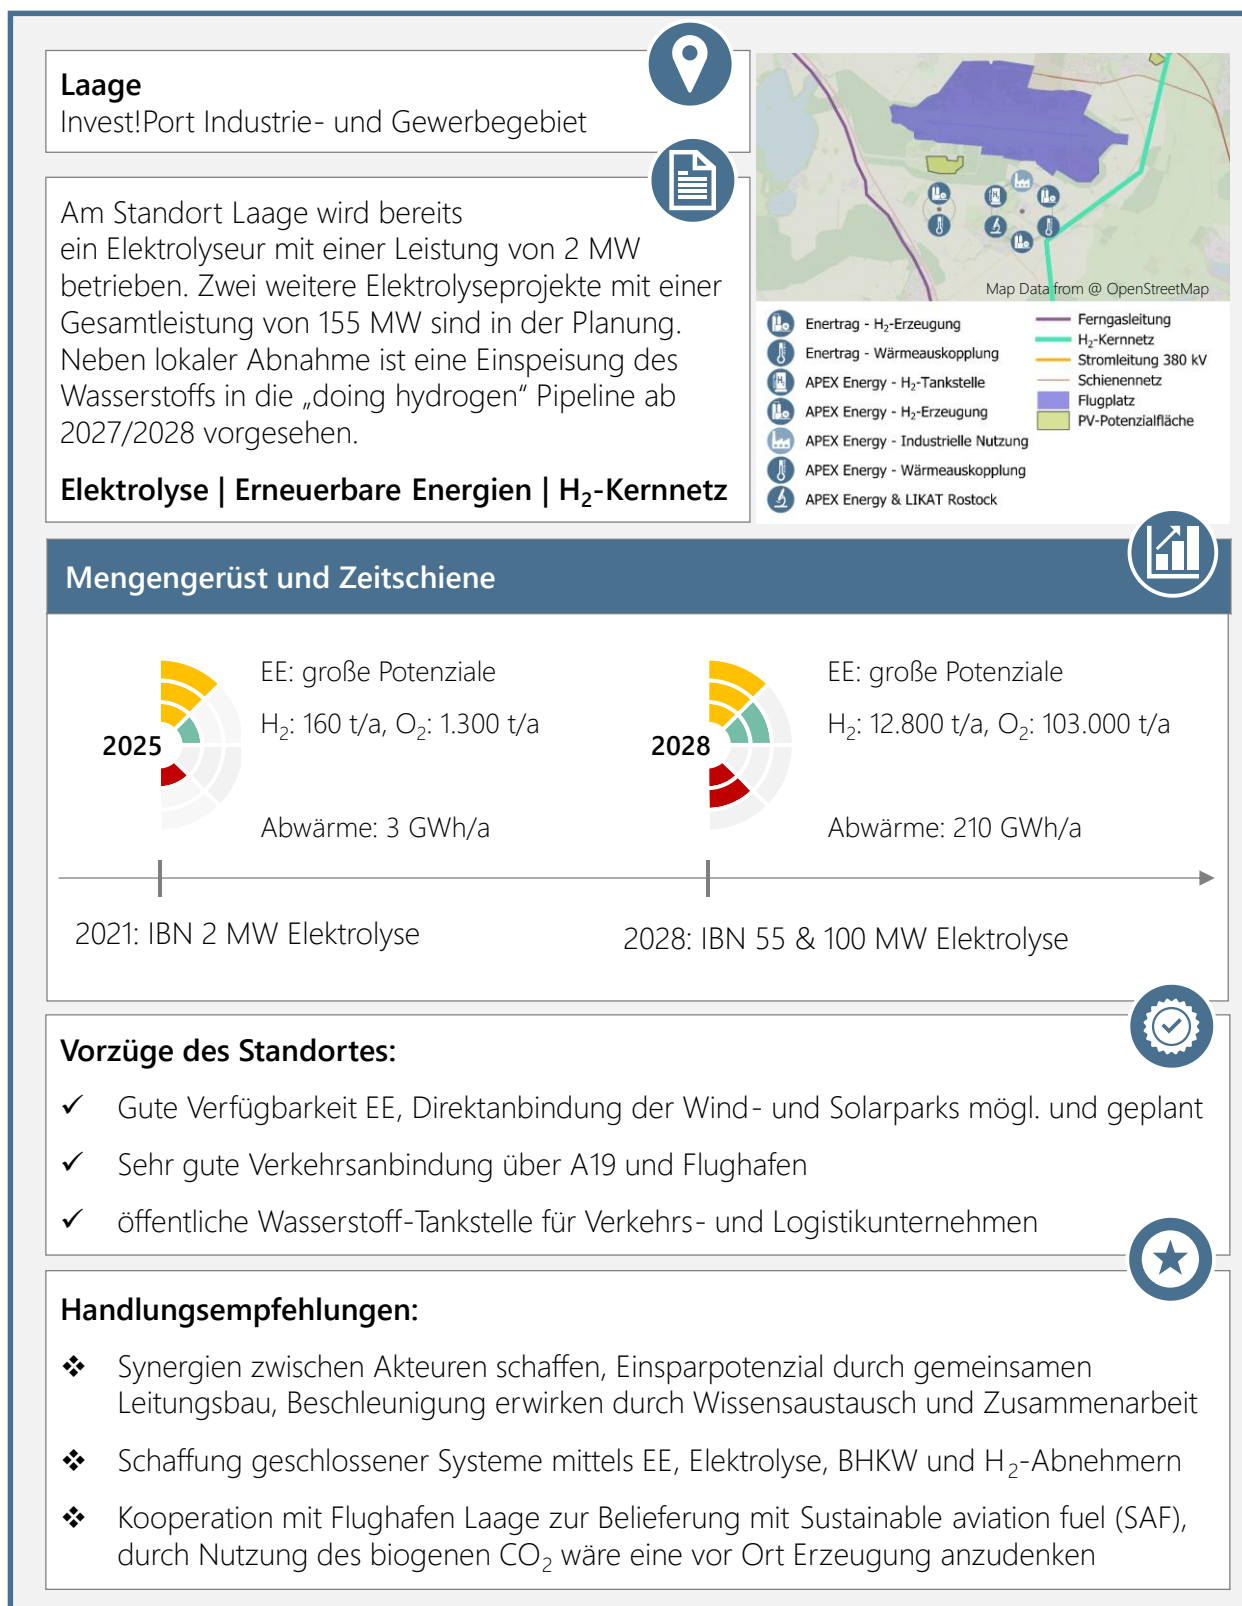 Laage
Invest!Port Industrie- und Gewerbegebiet
Am Standort Laage wird bereits
ein Elektrolyseur mit einer Leistung von 2 MW
betrieben. Zwei weitere Elektrolyseprojekte mit einer
Gesamtleistung von 155 MW sind in der Planung.
Neben lokaler Abnahme ist eine Einspeisung des
Wasserstoffs in die „doing hydrogen“ Pipeline ab
2027/2028 vorgesehen.
Elektrolyse | Erneuerbare Energien | H₂-Kernnetz
Map Data from @ OpenStreetMap
Enertrag - H₂-Erzeugung
Enertrag - Wärmeauskopplung
APEX Energy - H₂-Tankstelle
APEX Energy - H₂-Erzeugung
APEX Energy - Industrielle Nutzung
APEX Energy - Wärmeauskopplung
APEX Energy & LIKAT Rostock
Ferngasleitung
H₂-Kernnetz
Stromleitung 380 kV
Schienennetz
Flugplatz
PV-Potenzialfläche
Mengengerüst und Zeitschiene
2025
EE: große Potenziale
H₂: 160 t/a, O₂: 1.300 t/a
Abwärme: 3 GWh/a
2028
EE: große Potenziale
H₂: 12.800 t/a, O₂: 103.000 t/a
Abwärme: 210 GWh/a
2021: IBN 2 MW Elektrolyse
2028: IBN 55 & 100 MW Elektrolyse
Vorzüge des Standortes:
✓ Gute Verfügbarkeit EE, Direktanbindung der Wind- und Solarparks mögl. und geplant
✓ Sehr gute Verkehrsanbindung über A19 und Flughafen
✓ öffentliche Wasserstoff-Tankstelle für Verkehrs- und Logistikunternehmen
Handlungsempfehlungen:
❖ Synergien zwischen Akteuren schaffen, Einsparpotenzial durch gemeinsamen
Leitungsbau, Beschleunigung erwirken durch Wissensaustausch und Zusammenarbeit
❖ Schaffung geschlossener Systeme mittels EE, Elektrolyse, BHKW und H₂-Abnehmern
❖ Kooperation mit Flughafen Laage zur Belieferung mit Sustainable aviation fuel (SAF),
durch Nutzung des biogenen CO₂ wäre eine vor Ort Erzeugung anzudenken